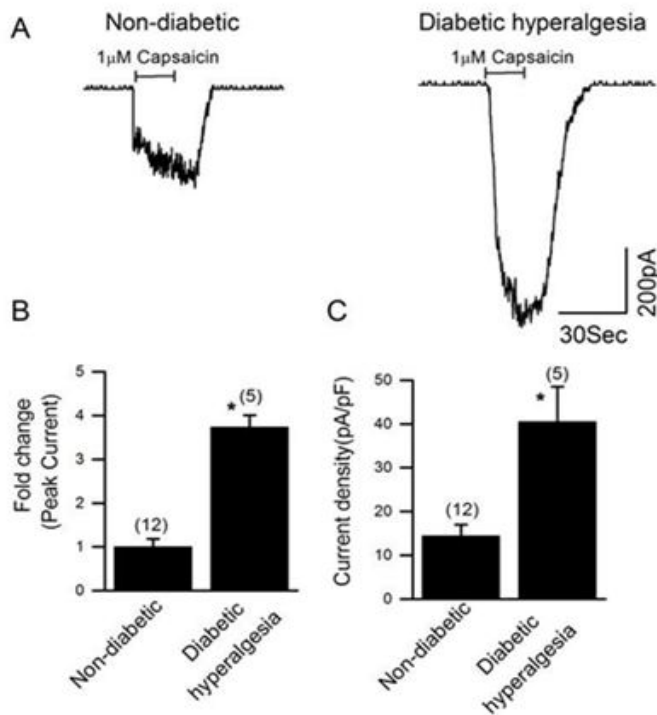 A
Non-diabetic
1μM Capsaicin
Diabetic hyperalgesia
1μM Capsaicin
200pA
30Sec
B
Fold change
(Peak Current)
5
4
3
2
1
0
(12)
* (5)
Non-diabetic
Diabetic
hyperalgesia
C
Current density(pA/pF)
50
40
30
20
10
0
(12)
* (5)
Non-diabetic
Diabetic
hyperalgesia